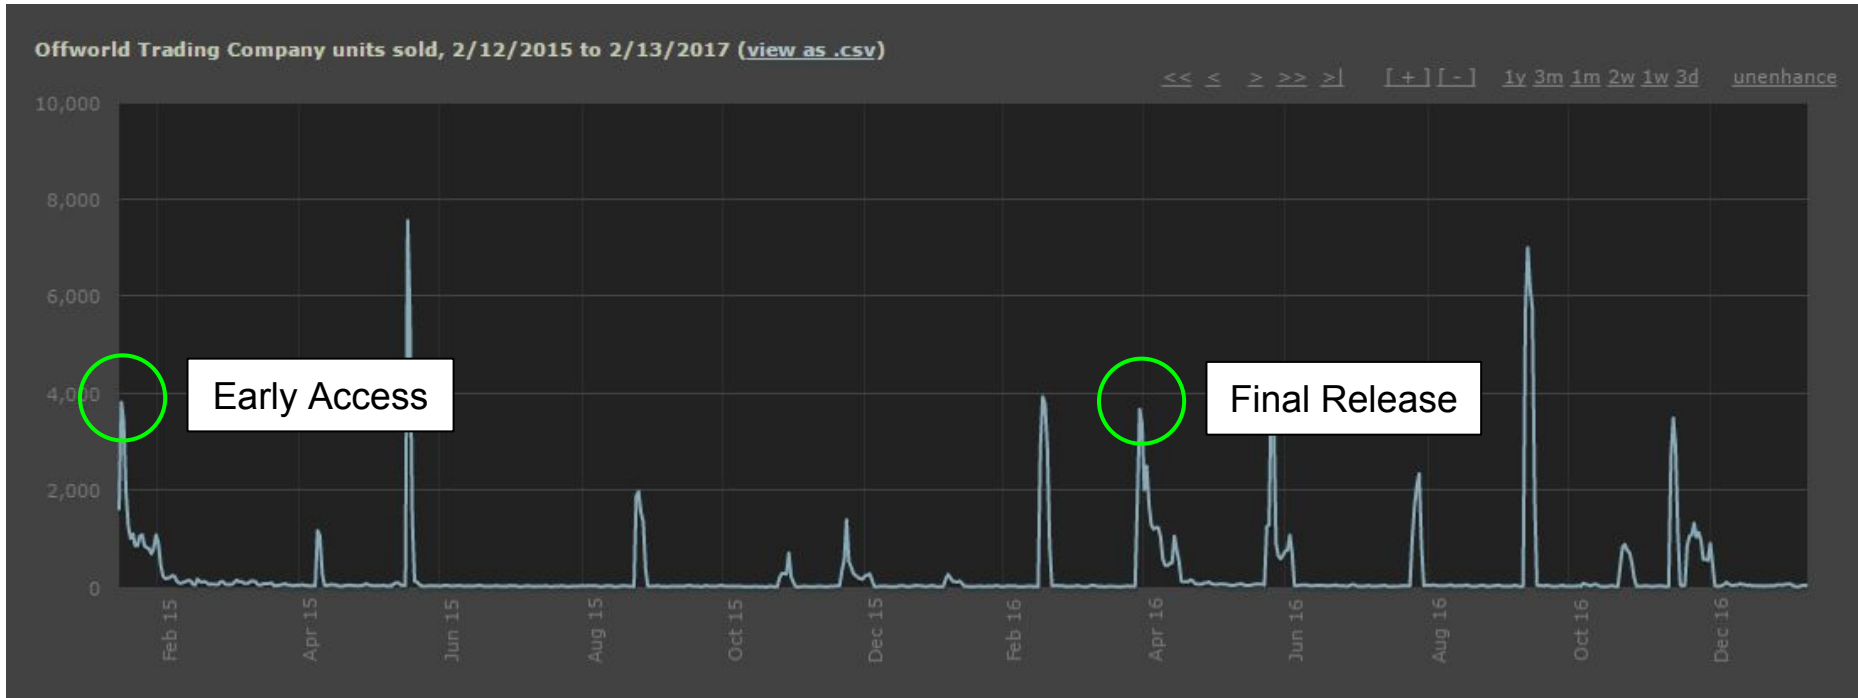 Offworld Trading Company units sold, 2/12/2015 to 2/13/2017 (view as .csv)
<< < > >> >| [ + ] [ - ] 1y 3m 1m 2w 1w 3d unenhance
10,000
8,000
6,000
4,000
2,000
0
Early Access
Final Release
Feb 15
Apr 15
Jun 15
Aug 15
Oct 15
Dec 15
Feb 16
Apr 16
Jun 16
Aug 16
Oct 16
Dec 16